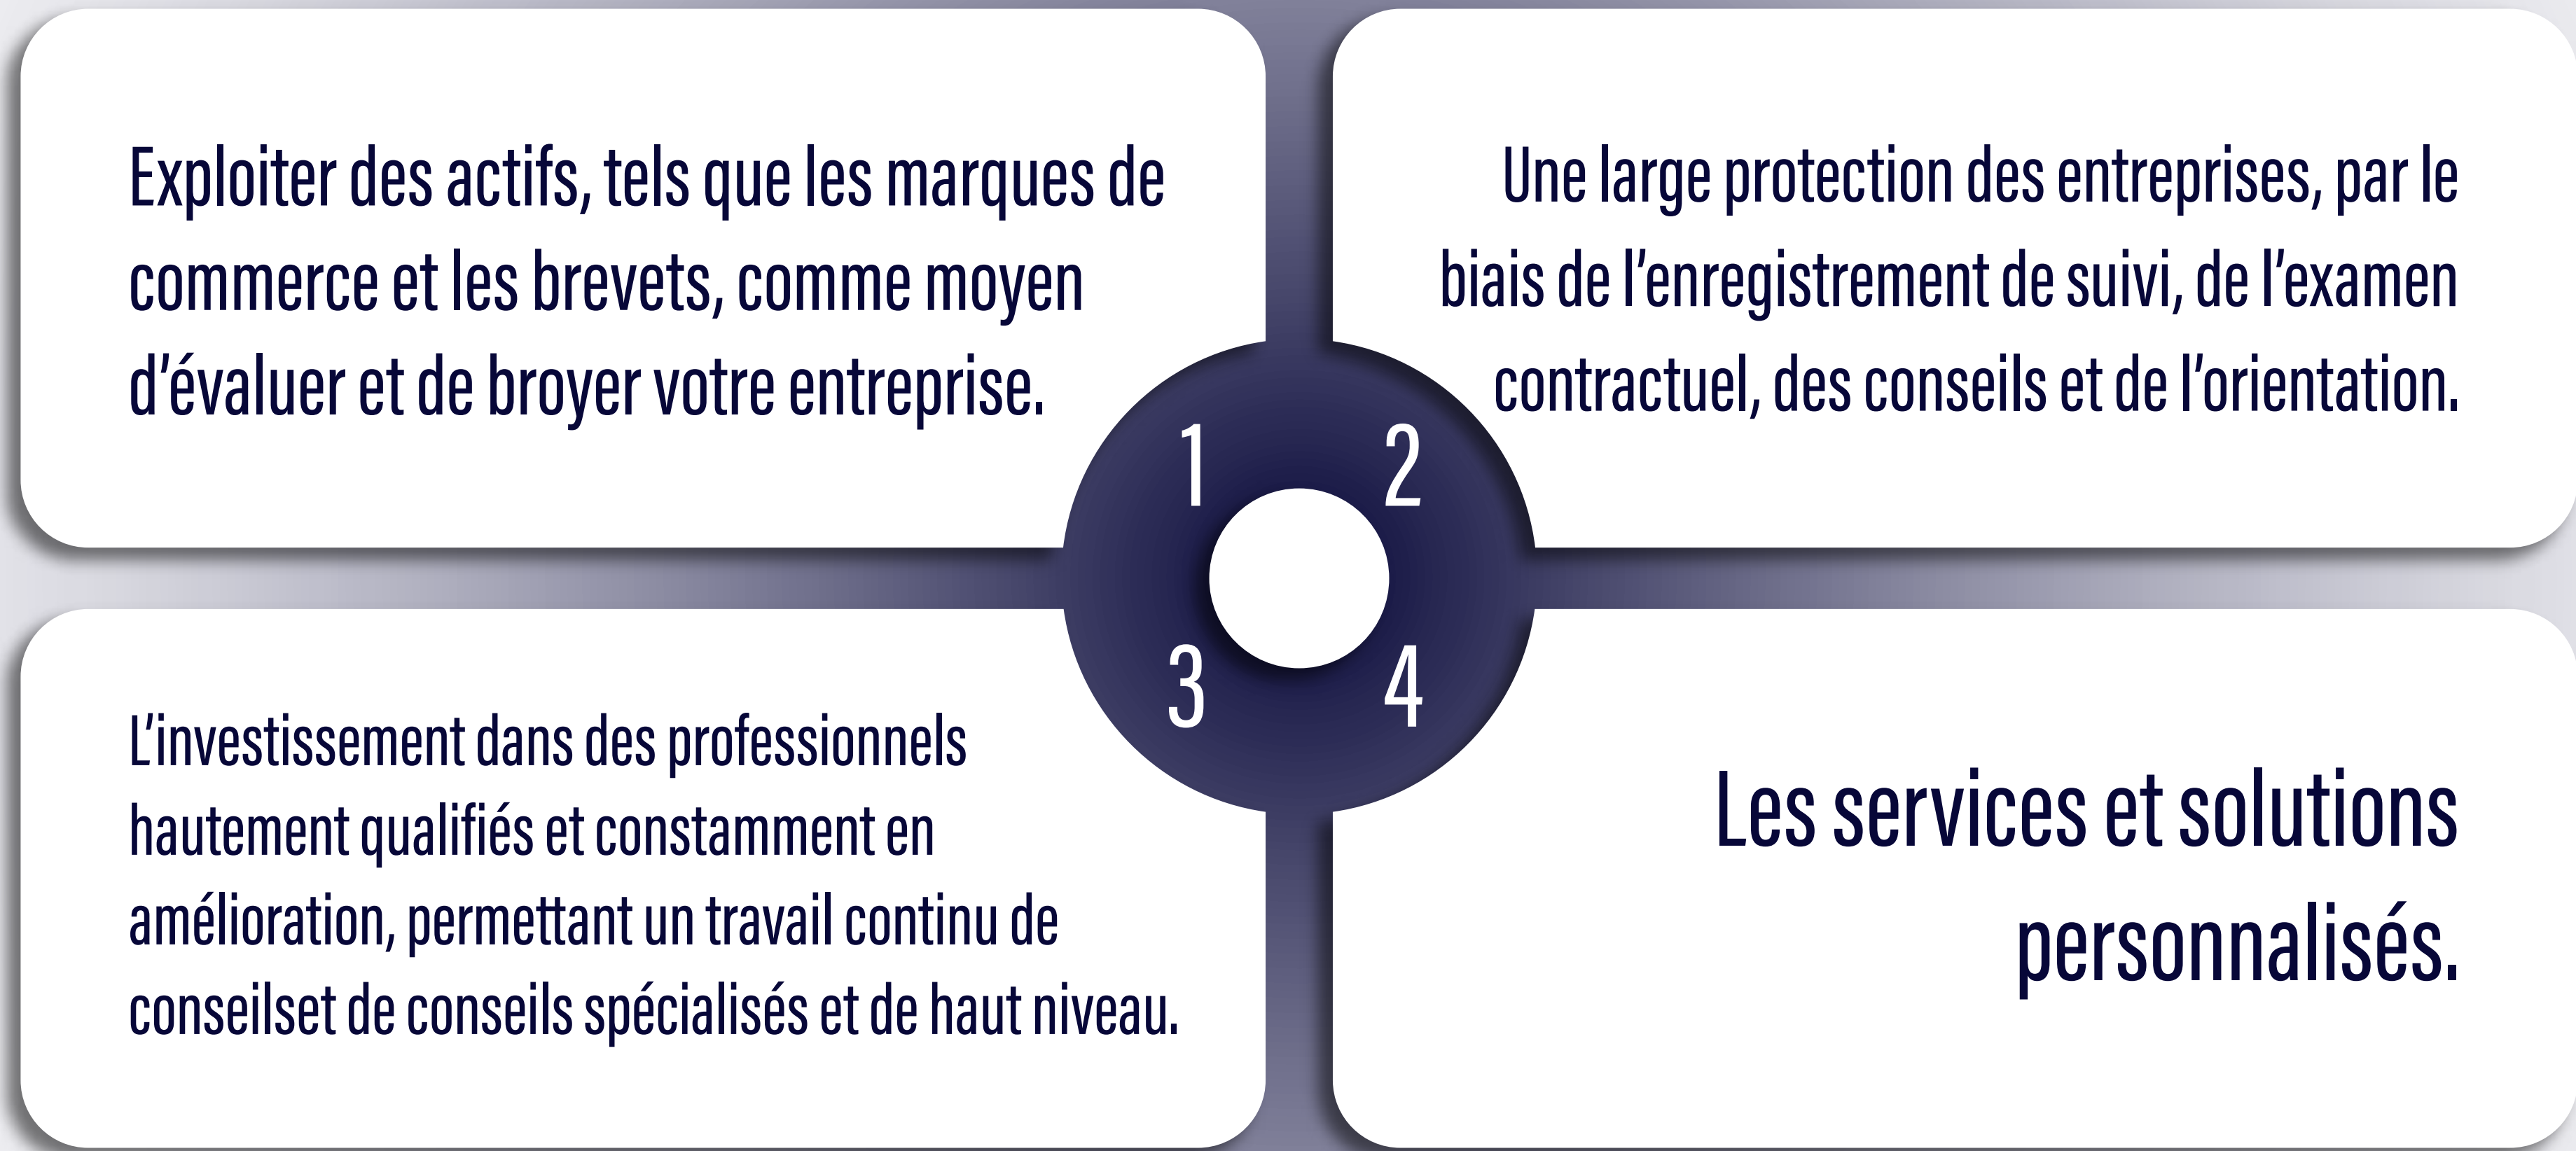 Exploiter des actifs, tels que les marques de
commerce et les brevets, comme moyen
d’évaluer et de broyer votre entreprise.
Une large protection des entreprises, par le
biais de l’enregistrement de suivi, de l’examen
contractuel, des conseils et de l’orientation.
1
2
3
4
L’investissement dans des professionnels
hautement qualifiés et constamment en
amélioration, permettant un travail continu de
conseilset de conseils spécialisés et de haut niveau.
Les services et solutions
personnalisés.